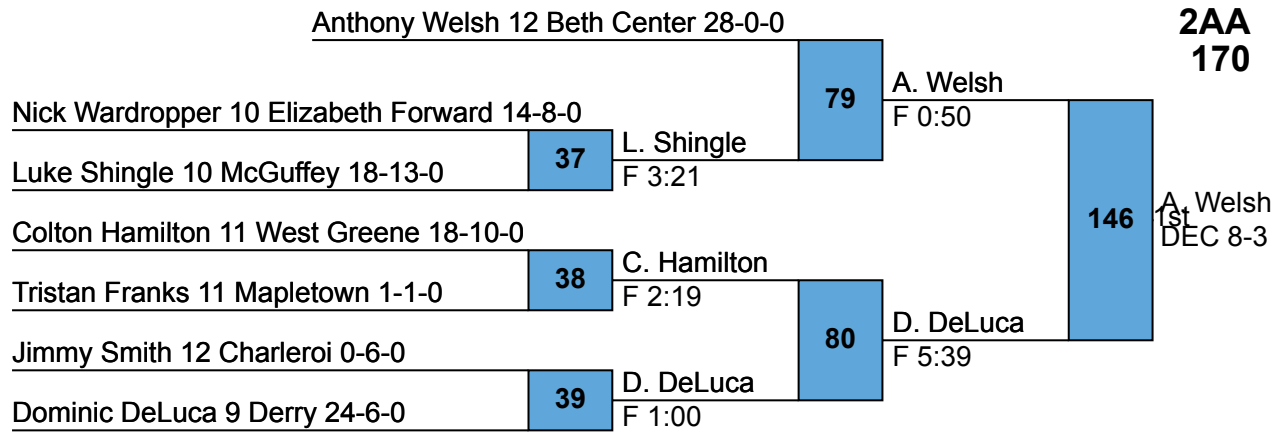 Anthony Welsh 12 Beth Center 28-0-0
2AA
170
79
A. Welsh
F 0:50
Nick Wardropper 10 Elizabeth Forward 14-8-0
37
L. Shingle
F 3:21
Luke Shingle 10 McGuffey 18-13-0
146
1st
A. Welsh
DEC 8-3
Colton Hamilton 11 West Greene 18-10-0
38
C. Hamilton
F 2:19
Tristan Franks 11 Mapletown 1-1-0
80
D. DeLuca
F 5:39
Jimmy Smith 12 Charleroi 0-6-0
39
D. DeLuca
F 1:00
Dominic DeLuca 9 Derry 24-6-0